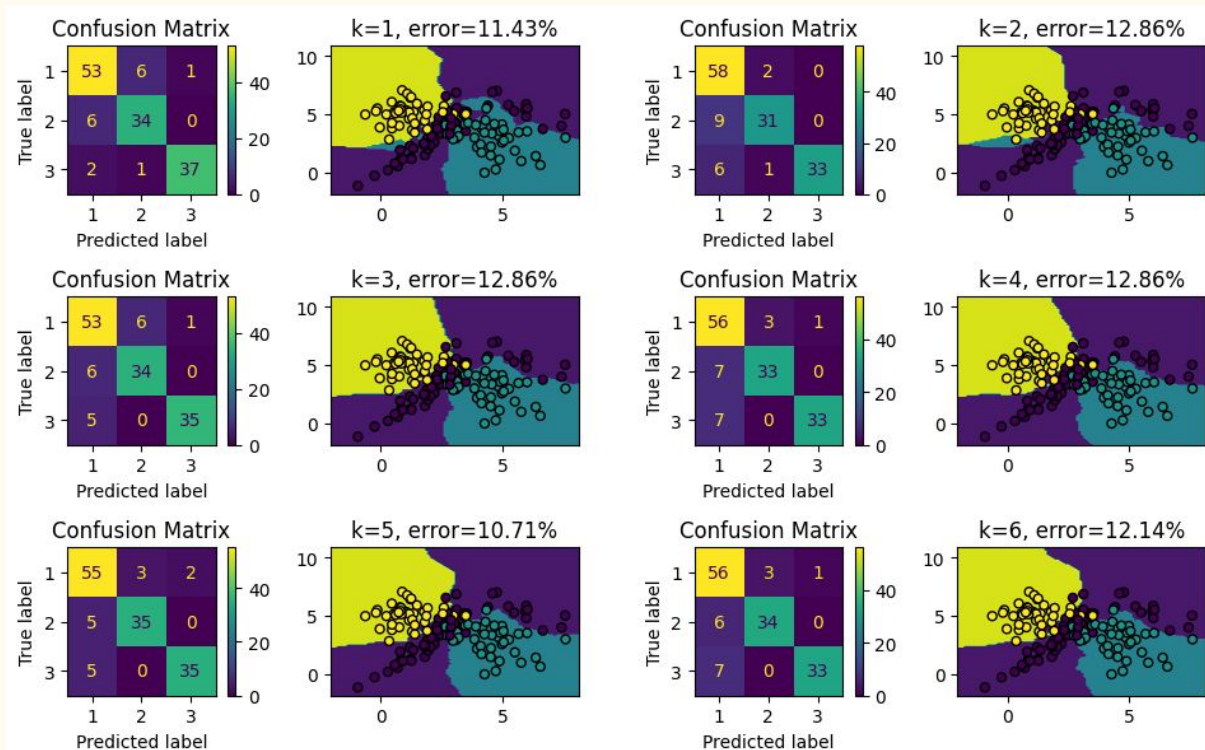 Confusion Matrix
k=1, error=11.43%
True label
1
2
3
53 6 1
6 34 0
2 1 37
1 2 3
Predicted label
40
20
0
10
5
0
0 5
Confusion Matrix
k=2, error=12.86%
True label
1
2
3
58 2 0
9 31 0
6 1 33
1 2 3
Predicted label
40
20
0
10
5
0
0 5
Confusion Matrix
k=3, error=12.86%
True label
1
2
3
53 6 1
6 34 0
5 0 35
1 2 3
Predicted label
40
20
0
10
5
0
0 5
Confusion Matrix
k=4, error=12.86%
True label
1
2
3
56 3 1
7 33 0
7 0 33
1 2 3
Predicted label
40
20
0
10
5
0
0 5
Confusion Matrix
k=5, error=10.71%
True label
1
2
3
55 3 2
5 35 0
5 0 35
1 2 3
Predicted label
40
20
0
10
5
0
0 5
Confusion Matrix
k=6, error=12.14%
True label
1
2
3
56 3 1
6 34 0
7 0 33
1 2 3
Predicted label
40
20
0
10
5
0
0 5